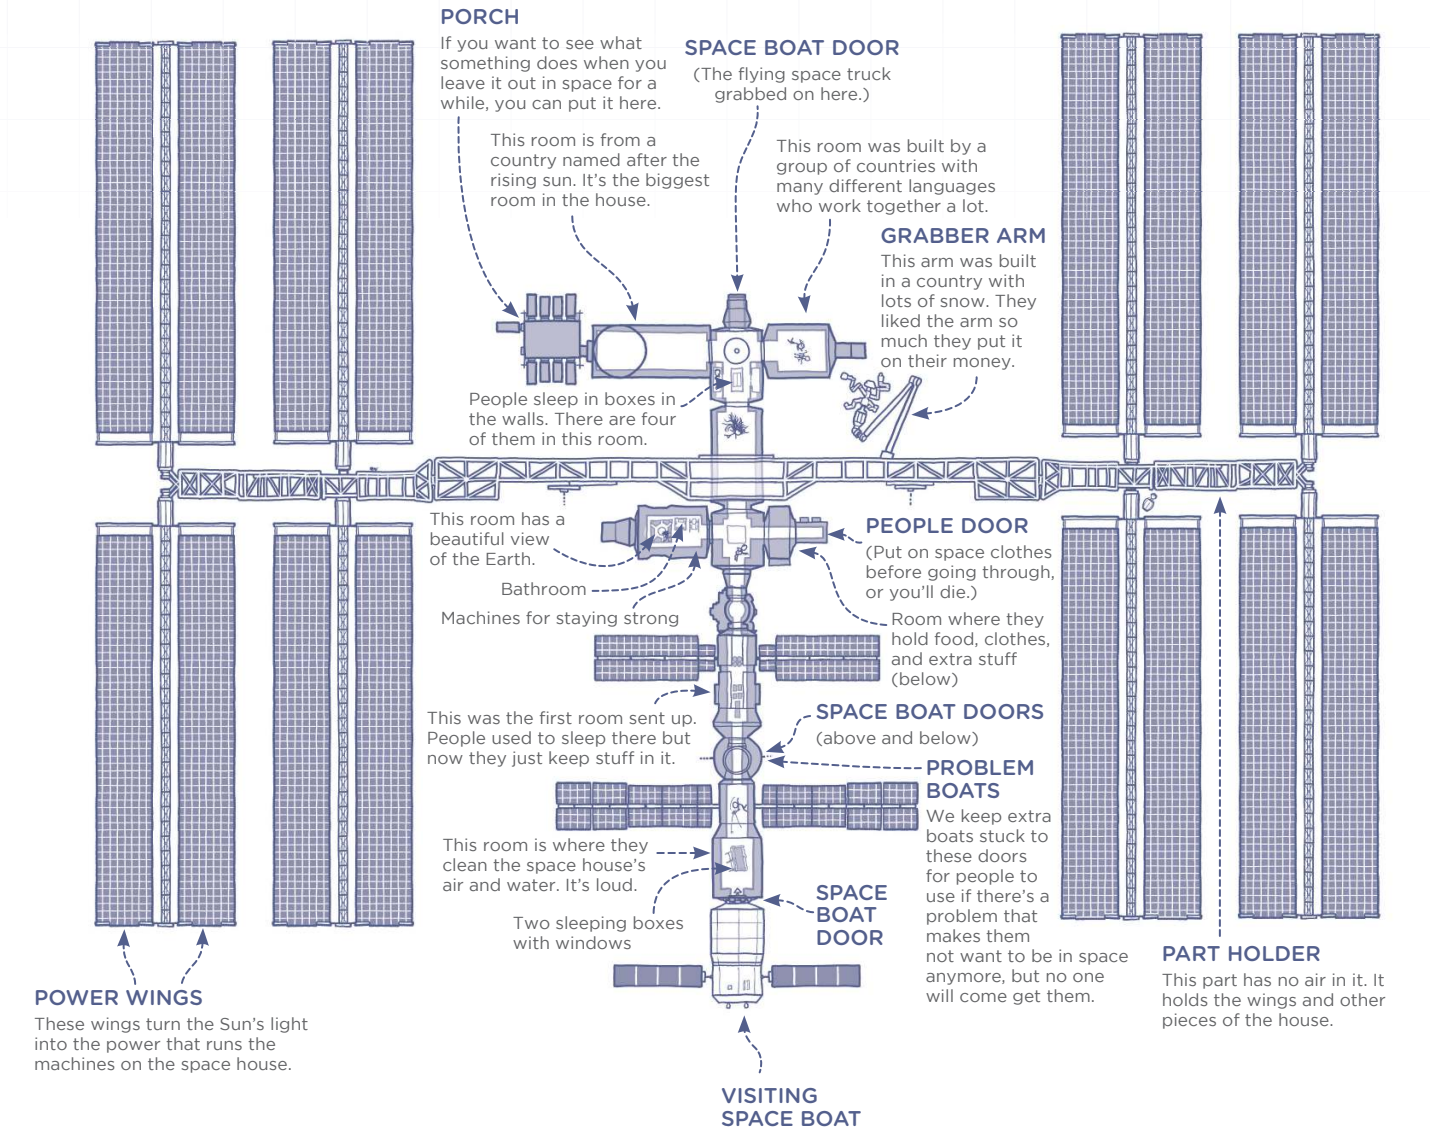 PORCH
If you want to see what
something does when you
leave it out in space for a
while, you can put it here.
SPACE BOAT DOOR
(The flying space truck
grabbed on here.)
This room is from a
country named after the
rising sun. It's the biggest
room in the house.
This room was built by a
group of countries with
many different languages
who work together a lot.
GRABBER ARM
This arm was built
in a country with
lots of snow. They
liked the arm so
much they put it
on their money.
People sleep in boxes in
the walls. There are four
of them in this room.
This room has a
beautiful view
of the Earth.
Bathroom
Machines for staying strong
PEOPLE DOOR
(Put on space clothes
before going through,
or you'll die.)
Room where they
hold food, clothes,
and extra stuff
(below)
This was the first room sent up.
People used to sleep there but
now they just keep stuff in it.
SPACE BOAT DOORS
(above and below)
PROBLEM
BOATS
We keep extra
boats stuck to
these doors
for people to
use if there's a
problem that
makes them
not want to be in space
anymore, but no one
will come get them.
This room is where they
clean the space house's
air and water. It's loud.
Two sleeping boxes
with windows
SPACE
BOAT
DOOR
PART HOLDER
This part has no air in it. It
holds the wings and other
pieces of the house.
POWER WINGS
These wings turn the Sun's light
into the power that runs the
machines on the space house.
VISITING
SPACE BOAT